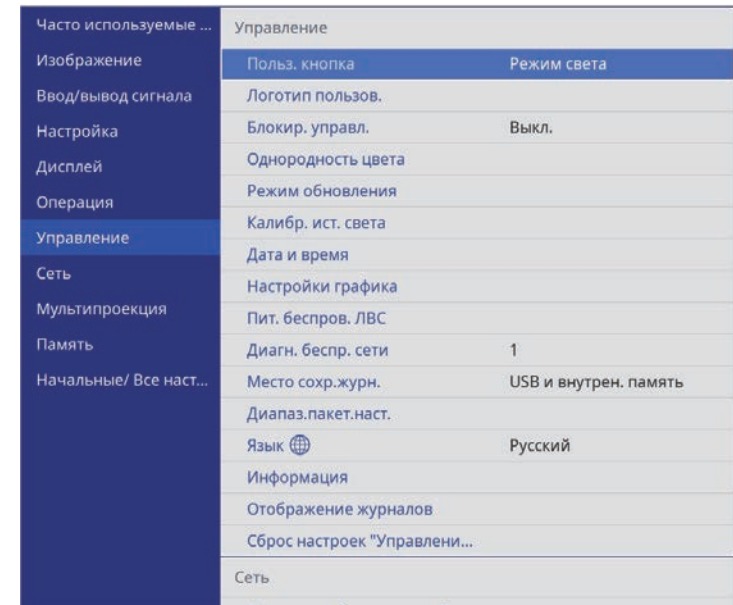 Часто используемые ...
Изображение
Ввод/вывод сигнала
Настройка
Дисплей
Операция
Управление
Сеть
Мультипроекция
Память
Начальные/ Все наст...
Управление
Польз. кнопка Режим света
Логотип пользов.
Блокир. управл. Выкл.
Однородность цвета
Режим обновления
Калибр. ист. света
Дата и время
Настройки графика
Пит. беспров. ЛВС
Диагн. беспр. сети 1
Место сохр.журн. USB и внутрен. память
Диапаз.пакет.наст.
Язык Русский
Информация
Отображение журналов
Сброс настроек "Управлени...
Сеть